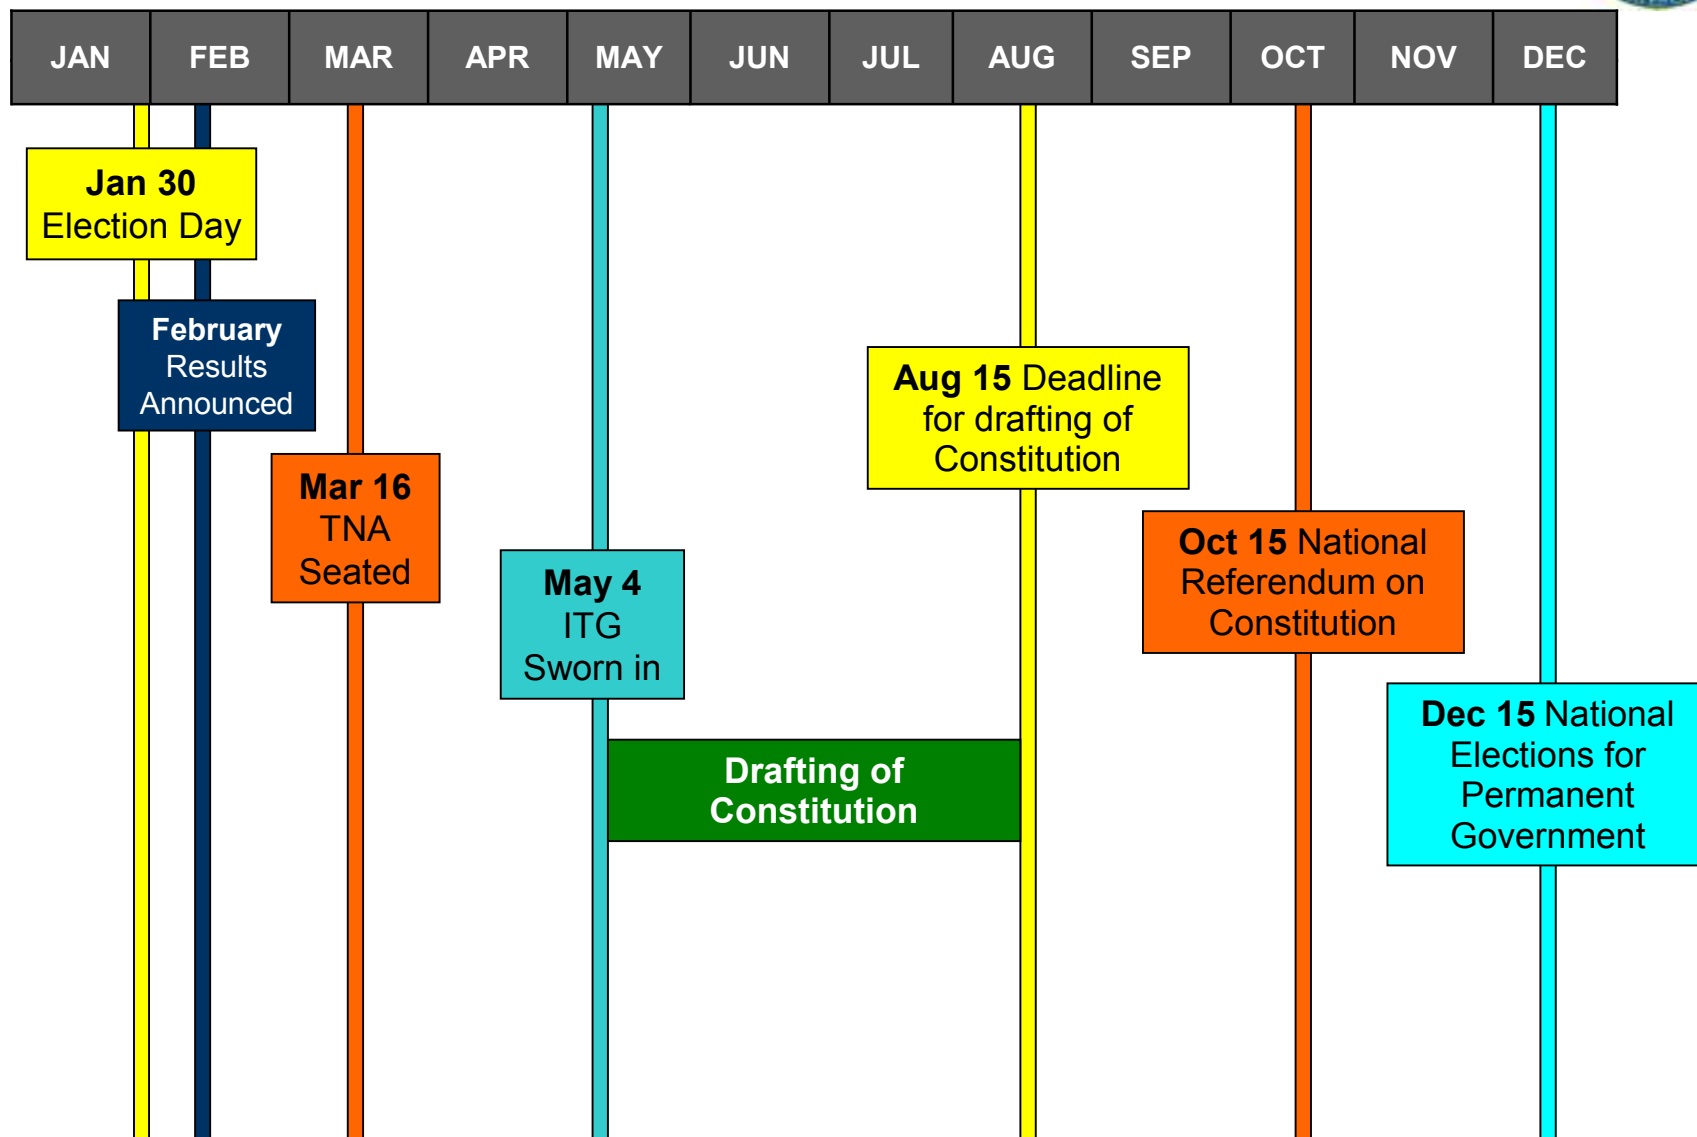 JAN FEB MAR APR MAY JUN JUL AUG SEP OCT NOV DEC
Jan 30
Election Day
February
Results
Announced
Mar 16
TNA
Seated
May 4
ITG
Sworn in
Drafting of
Constitution
Aug 15 Deadline
for drafting of
Constitution
Oct 15 National
Referendum on
Constitution
Dec 15 National
Elections for
Permanent
Government